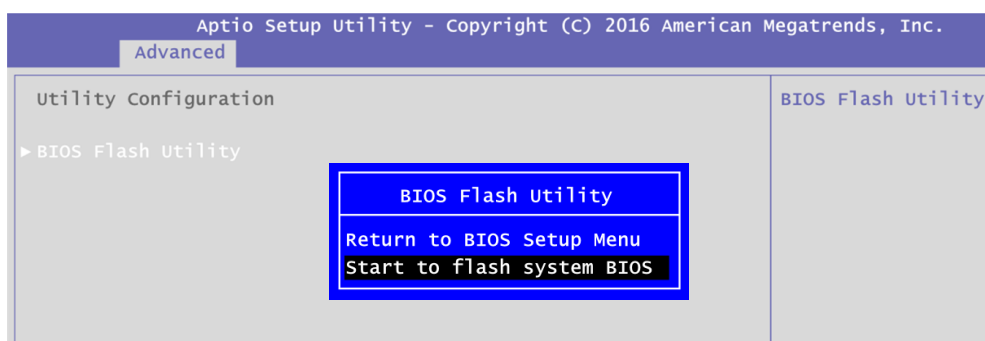 Aptio Setup Utility – Copyright (C) 2016 American Megatrends, Inc.
Advanced
Utility Configuration
BIOS Flash Utility
►BIOS Flash Utility
BIOS Flash Utility
Return to BIOS Setup Menu
Start to flash system BIOS